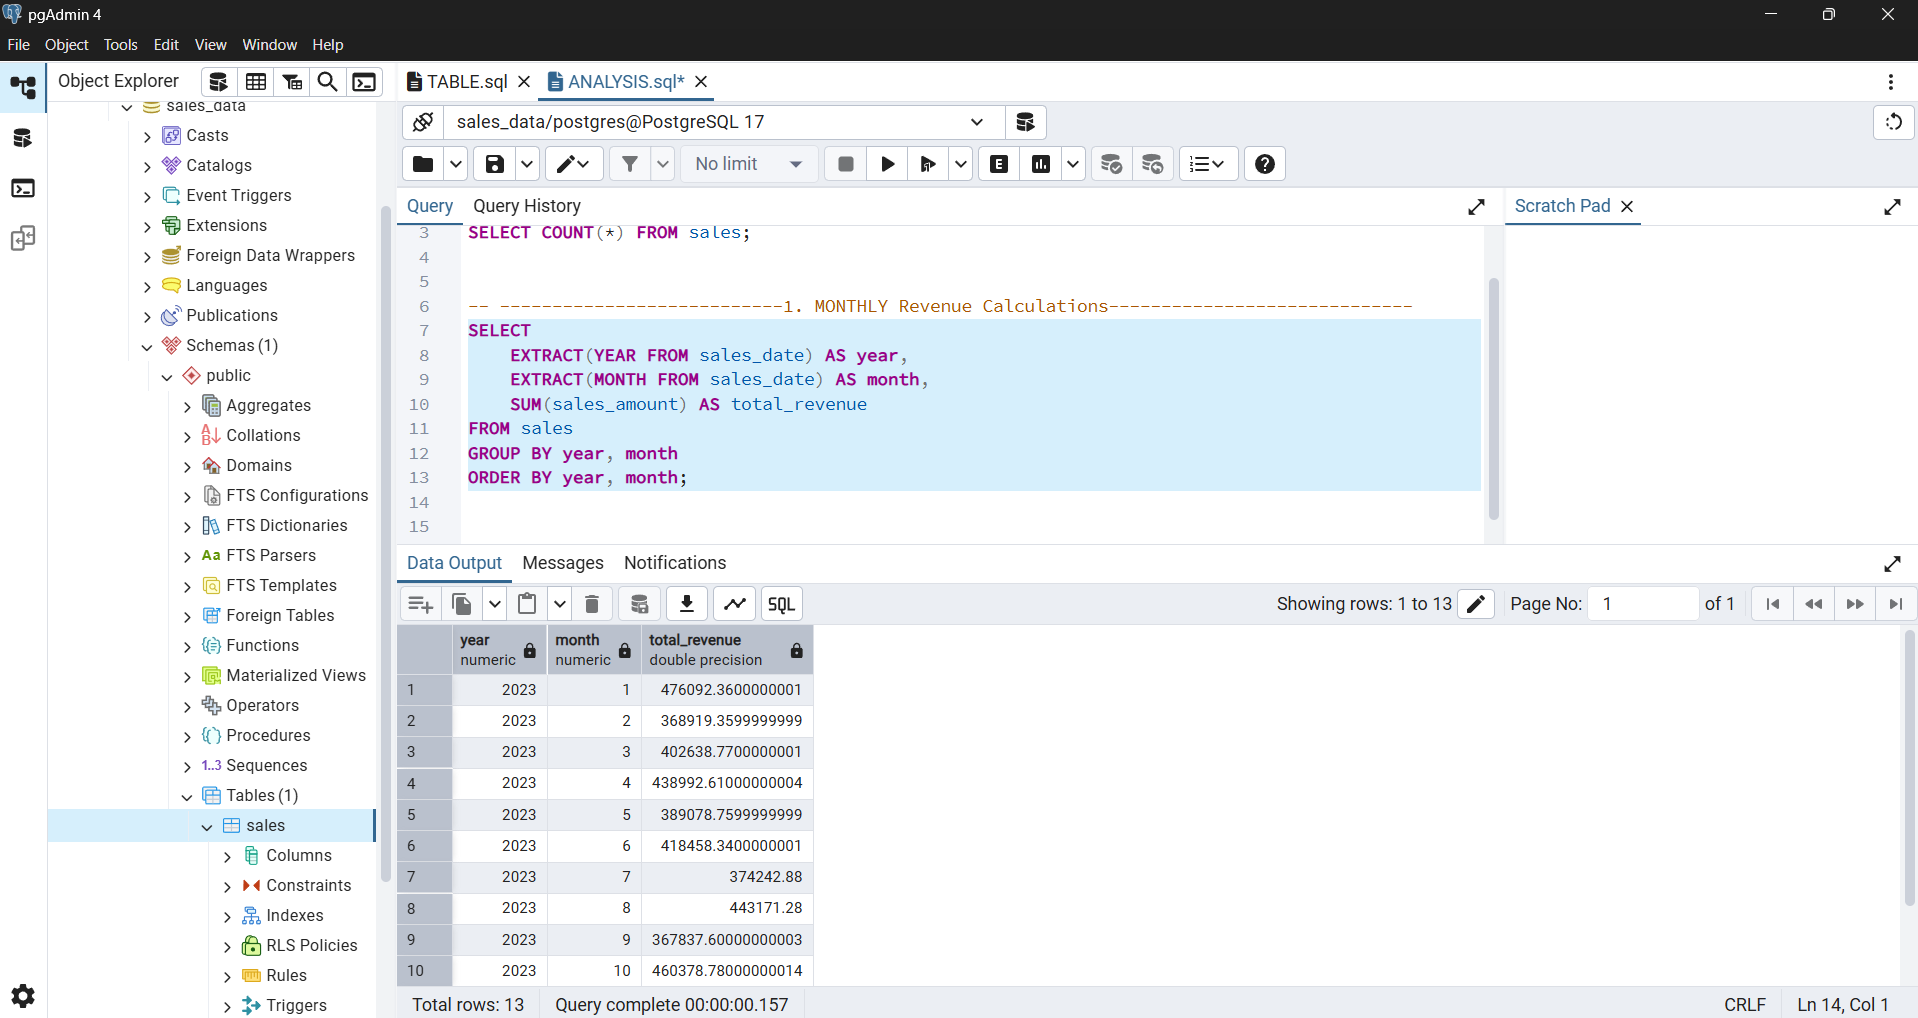 pgAdmin 4
File Object Tools Edit View Window Help
Object Explorer
sales_data
Casts
Catalogs
Event Triggers
Extensions
Foreign Data Wrappers
Languages
Publications
Schemas (1)
public
Aggregates
Collations
Domains
FTS Configurations
FTS Dictionaries
Aa FTS Parsers
FTS Templates
Foreign Tables
Functions
Materialized Views
Operators
Procedures
1..3 Sequences
Tables (1)
sales
Columns
Constraints
Indexes
RLS Policies
Rules
Triggers
TABLE.sql ANALYSIS.sql*
sales_data/postgres@PostgreSQL 17
No limit E
Query Query History
Scratch Pad
3 SELECT COUNT(*) FROM sales;
4
5
6 -- ---------------------------1. MONTHLY Revenue Calculations-----------------------------
7 SELECT
8 EXTRACT(YEAR FROM sales_date) AS year,
9 EXTRACT(MONTH FROM sales_date) AS month,
10 SUM(sales_amount) AS total_revenue
11 FROM sales
12 GROUP BY year, month
13 ORDER BY year, month;
14
15
Data Output Messages Notifications
SQL Showing rows: 1 to 13 Page No: 1 of 1
year month total_revenue
numeric numeric double precision
1 2023 1 476092.3600000001
2 2023 2 368919.3599999999
3 2023 3 402638.7700000001
4 2023 4 438992.61000000004
5 2023 5 389078.7599999999
6 2023 6 418458.3400000001
7 2023 7 374242.88
8 2023 8 443171.28
9 2023 9 367837.60000000003
10 2023 10 460378.78000000014
Total rows: 13 Query complete 00:00:00.157 CRLF Ln 14, Col 1